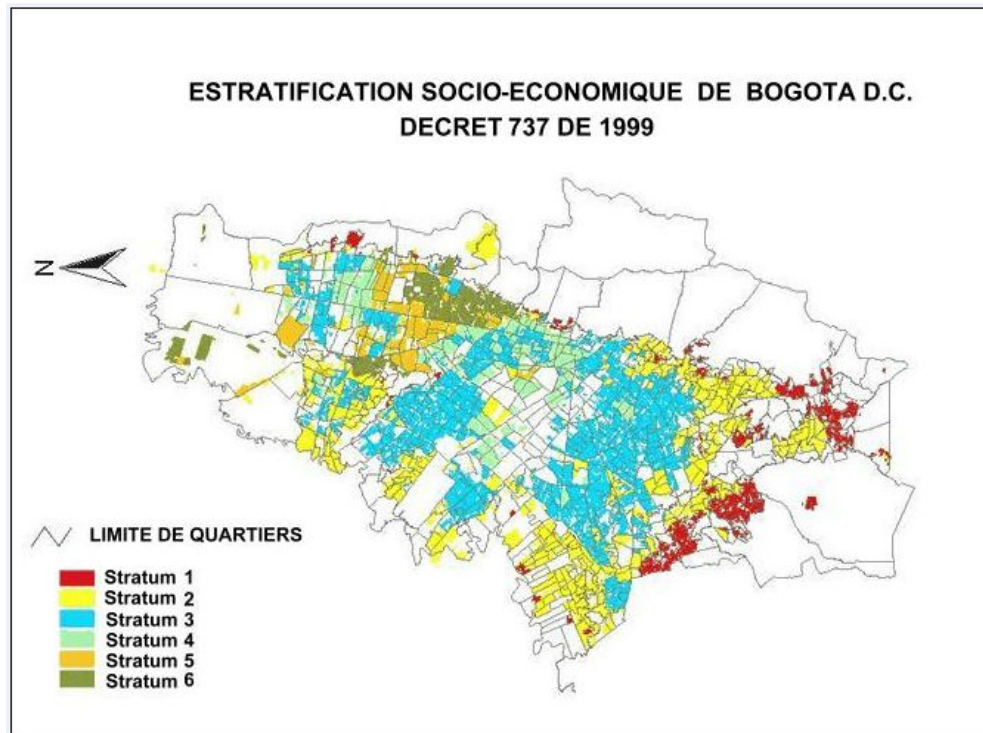 ESTRATIFICATION SOCIO-ECONOMIQUE DE BOGOTA D.C.
DECRET 737 DE 1999
N
LIMITE DE QUARTIERS
Stratum 1
Stratum 2
Stratum 3
Stratum 4
Stratum 5
Stratum 6